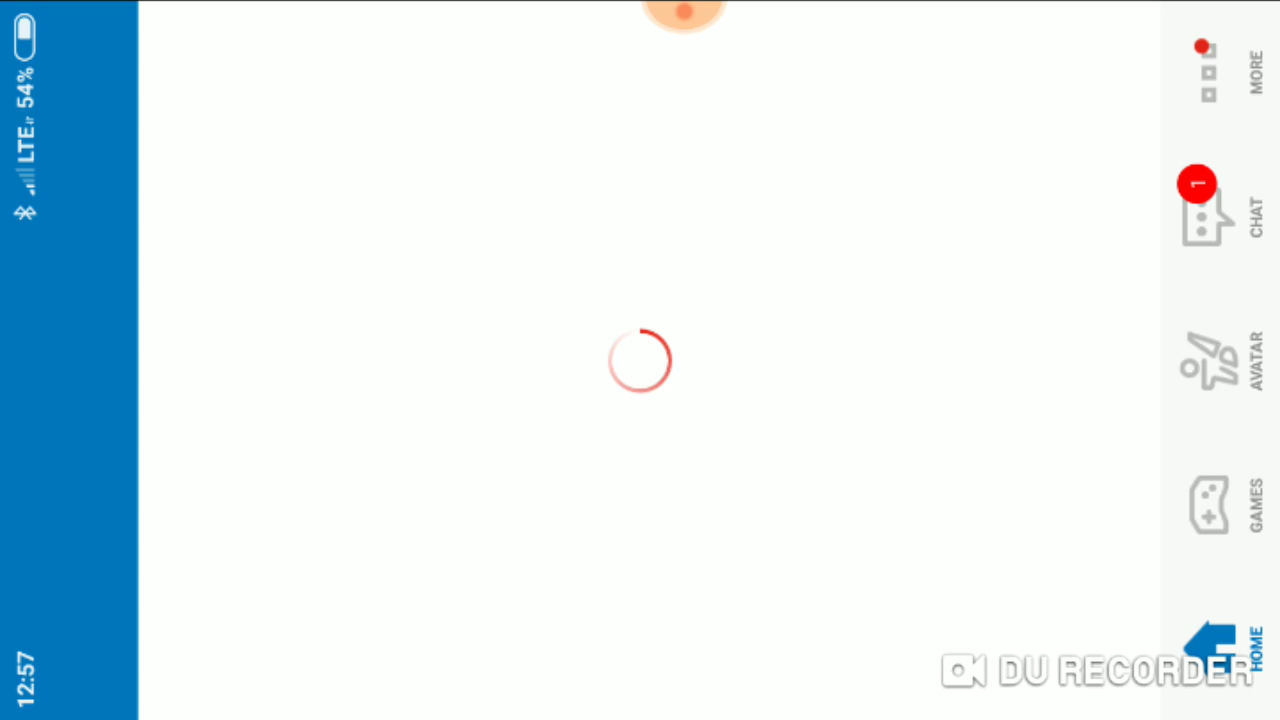 12:57
LTE 54%
HOME
GAMES
AVATAR
CHAT
1
MORE
DU RECORDER